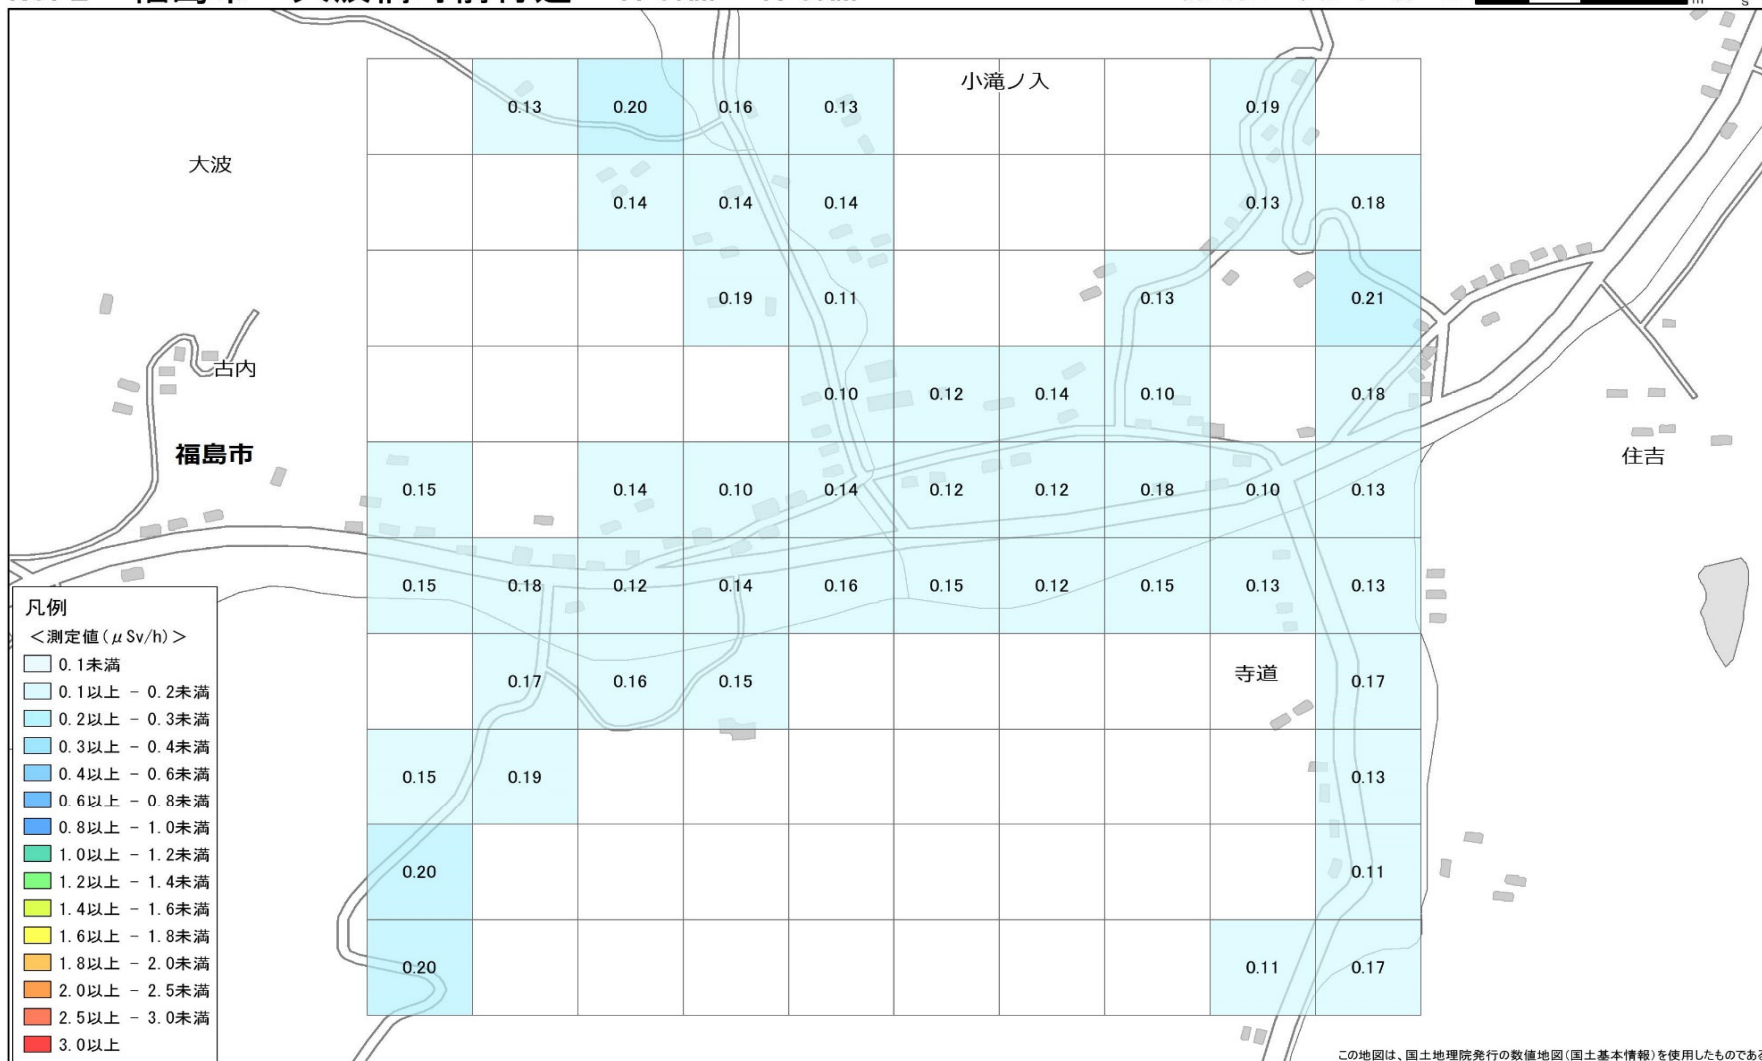 小滝ノ入
0.13 0.20 0.16 0.13 0.19
大波
0.14 0.14 0.14 0.13 0.18
0.19 0.11 0.13 0.21
古内
0.10 0.12 0.14 0.10 0.18
福島市
住吉
0.15 0.14 0.10 0.14 0.12 0.12 0.18 0.10 0.13
0.15 0.18 0.12 0.14 0.16 0.15 0.12 0.15 0.13 0.13
寺道
0.17 0.16 0.15 0.17
0.15 0.19 0.13
0.20 0.11
0.20 0.11 0.17
凡例
＜測定値(μSv/h)＞
0.1未満
0.1以上 - 0.2未満
0.2以上 - 0.3未満
0.3以上 - 0.4未満
0.4以上 - 0.6未満
0.6以上 - 0.8未満
0.8以上 - 1.0未満
1.0以上 - 1.2未満
1.2以上 - 1.4未満
1.4以上 - 1.6未満
1.6以上 - 1.8未満
1.8以上 - 2.0未満
2.0以上 - 2.5未満
2.5以上 - 3.0未満
3.0以上
この地図は、国土地理院発行の数値地図(国土基本情報)を使用したものである